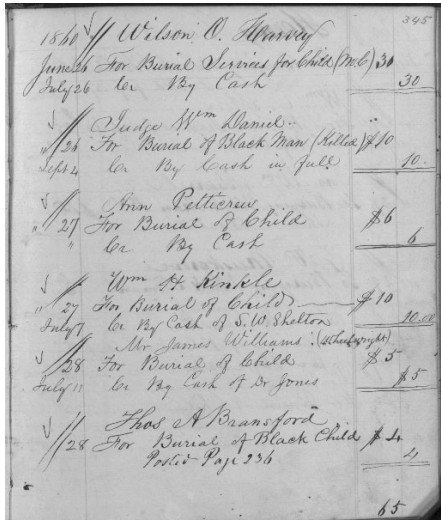 345
1860 // Wilson O. Harvey
June 26 For Burial Services for Child (M.C) 30
July 26 Cr By Cash 30
Judge Wm Daniel
" 26 For Burial of Black Man (Killed) $10
Sept 4 Cr By Cash in full 10.
Ann Petticrew
" 27 For Burial of Child $6
" Cr By Cash 6
Wm H. Kinkle
" 27 For Burial of Child $10
July 7 Cr By Cash of S. W. Shelton 10.00
Mr James Williams. (Wheelwright)
" 28 For Burial of Child $5
July Cr By Cash of Dr Jones $5
Thos A Bransford
" 28 For Burial of Black Child $4
Posted Page 236 4
65